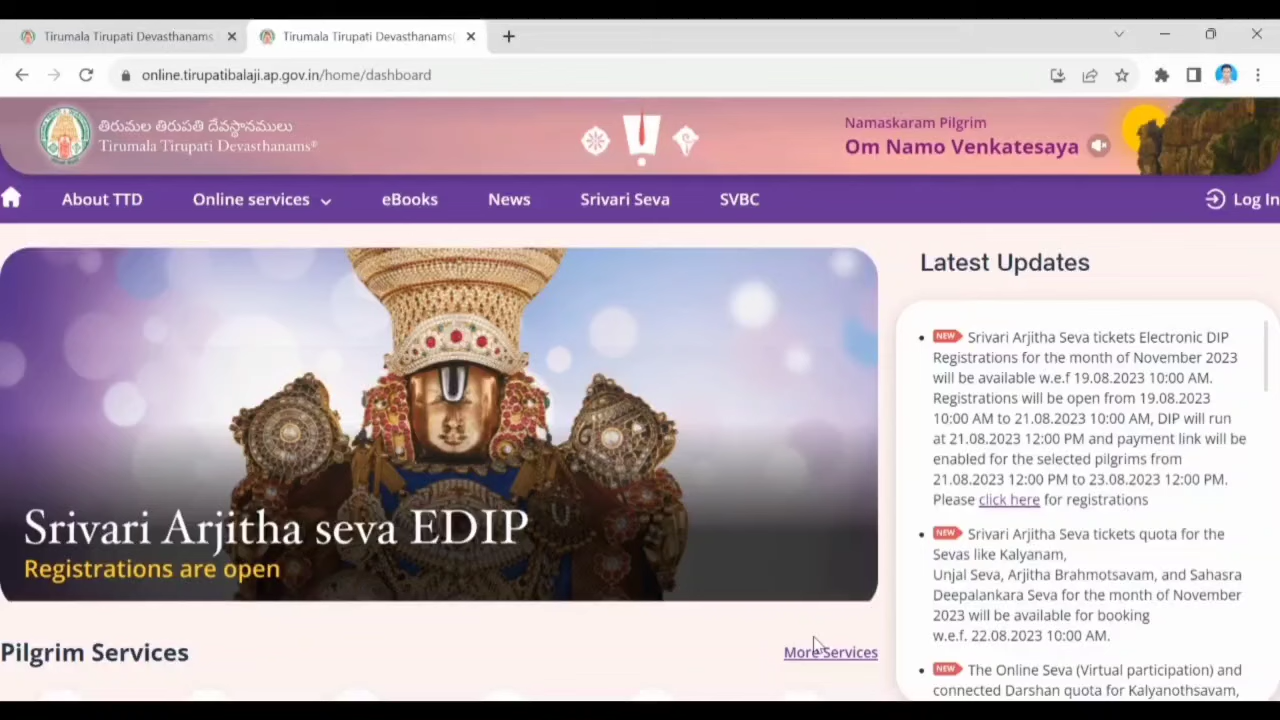 Tirumala Tirupati Devasthanams
Tirumala Tirupati Devasthanams(
online.tirupatibalaji.ap.gov.in/home/dashboard
తిరుమల తిరుపతి దేవస్థానములు
Tirumala Tirupati Devasthanams®
Namaskaram Pilgrim
Om Namo Venkatesaya
About TTD
Online services
eBooks
News
Srivari Seva
SVBC
Log In
Srivari Arjitha seva EDIP
Registrations are open
Pilgrim Services
More Services
Latest Updates
NEW Srivari Arjitha Seva tickets Electronic DIP
Registrations for the month of November 2023
will be available w.e.f 19.08.2023 10:00 AM.
Registrations will be open from 19.08.2023
10:00 AM to 21.08.2023 10:00 AM, DIP will run
at 21.08.2023 12:00 PM and payment link will be
enabled for the selected pilgrims from
21.08.2023 12:00 PM to 23.08.2023 12:00 PM.
Please click here for registrations
NEW Srivari Arjitha Seva tickets quota for the
Sevas like Kalyanam,
Unjal Seva, Arjitha Brahmotsavam, and Sahasra
Deepalankara Seva for the month of November
2023 will be available for booking
w.e.f. 22.08.2023 10:00 AM.
NEW The Online Seva (Virtual participation) and
connected Darshan quota for Kalyanothsavam,